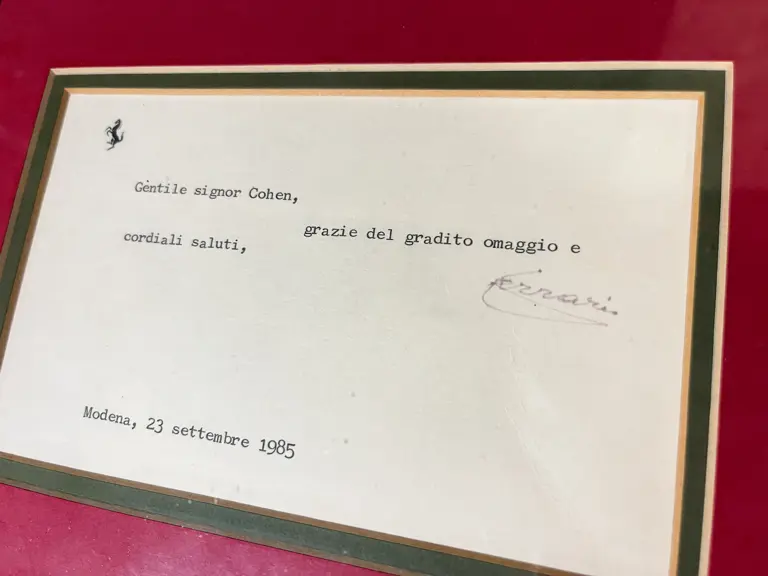 Gentile signor Cohen,
grazie del gradito omaggio e
cordiali saluti,
Ferrari
Modena, 23 settembre 1985